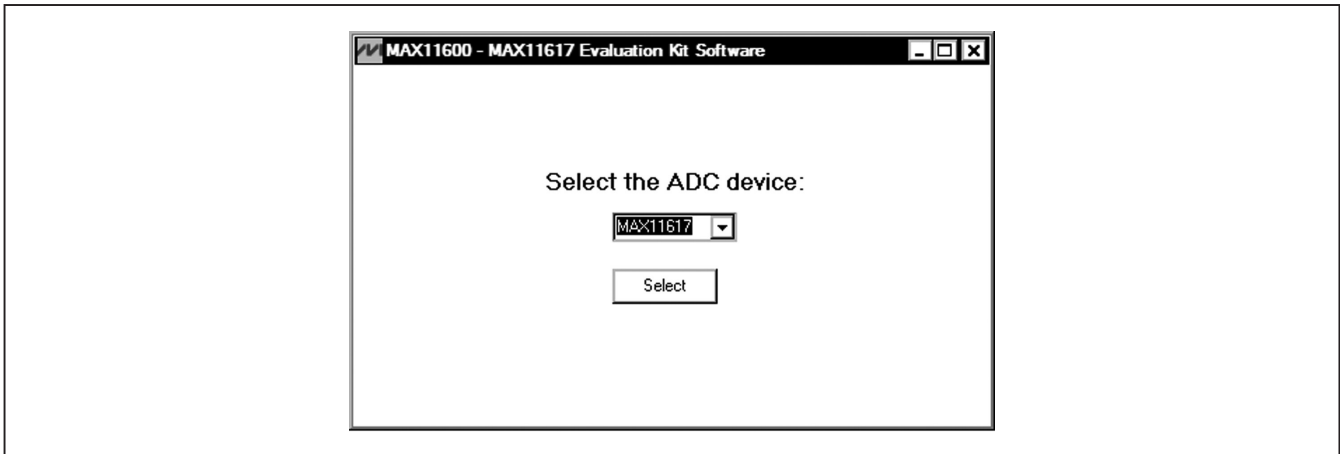 MAX11600 - MAX11617 Evaluation Kit Software
Select the ADC device:
MAX11617
Select